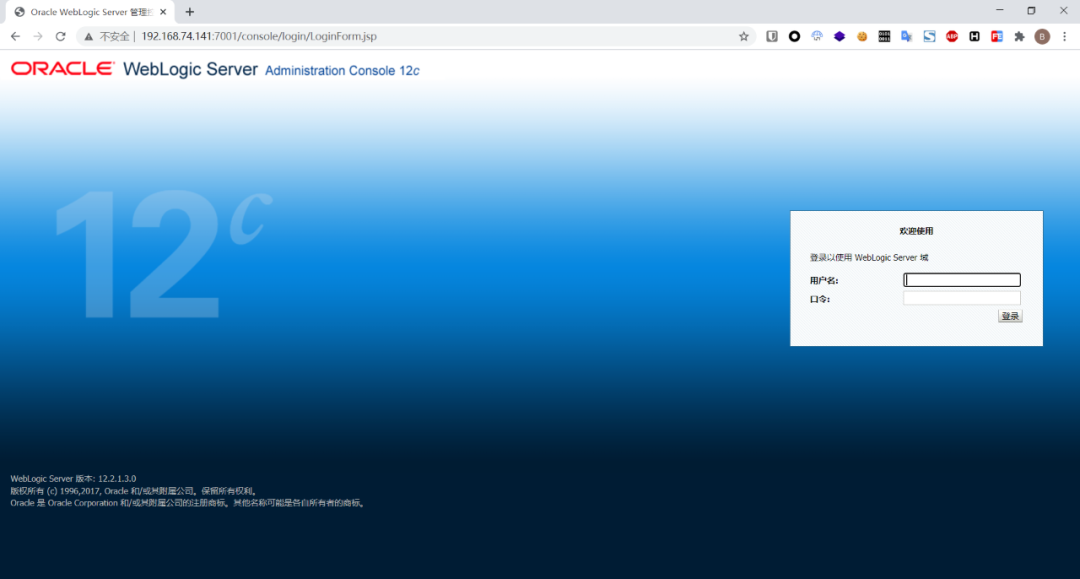 Oracle WebLogic Server 管理控
不安全 | 192.168.74.141:7001/console/login/LoginForm.jsp
ABP
FE
B
ORACLE WebLogic Server Administration Console 12c
12c
欢迎使用
登录以使用 WebLogic Server 域
用户名:
口令:
登录
WebLogic Server 版本: 12.2.1.3.0
版权所有 (c) 1996,2017, Oracle 和/或其附属公司。保留所有权利。
Oracle 是 Oracle Corporation 和/或其附属公司的注册商标。其他名称可能是各自所有者的商标。